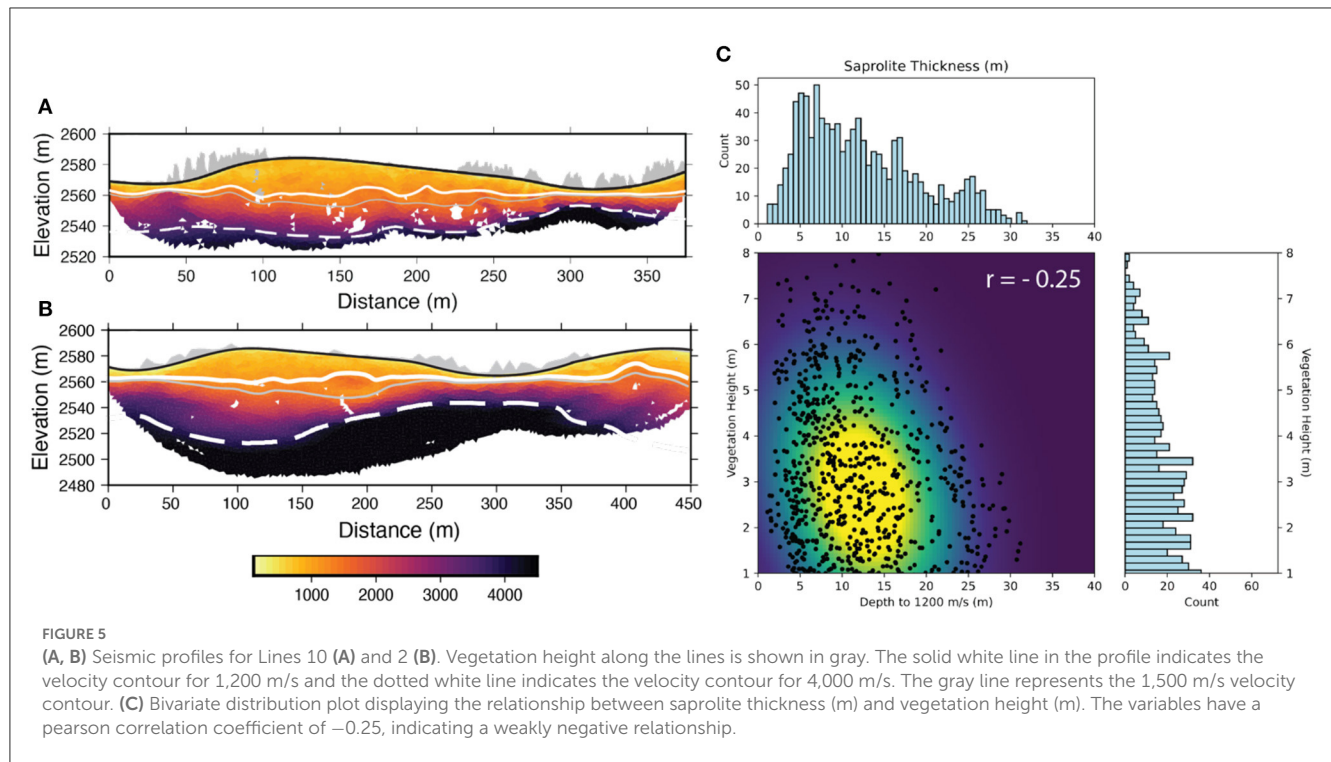 A
Elevation (m)
2600
2580
2560
2540
2520
0 50 100 150 200 250 300 350
Distance (m)
B
Elevation (m)
2600
2580
2560
2540
2520
2500
2480
0 50 100 150 200 250 300 350 400 450
Distance (m)
1000 2000 3000 4000
C
Saprolite Thickness (m)
Count
50
40
30
20
10
0
0 5 10 15 20 25 30 35 40
r = - 0.25
Vegetation Height (m)
8
7
6
5
4
3
2
1
0 5 10 15 20 25 30 35 40
Depth to 1200 m/s (m)
8
7
6
5
4
3
2
1
Vegetation Height (m)
0 20 40 60
Count
FIGURE 5
(A, B) Seismic profiles for Lines 10 (A) and 2 (B). Vegetation height along the lines is shown in gray. The solid white line in the profile indicates the
velocity contour for 1,200 m/s and the dotted white line indicates the velocity contour for 4,000 m/s. The gray line represents the 1,500 m/s velocity
contour. (C) Bivariate distribution plot displaying the relationship between saprolite thickness (m) and vegetation height (m). The variables have a
pearson correlation coefficient of −0.25, indicating a weakly negative relationship.